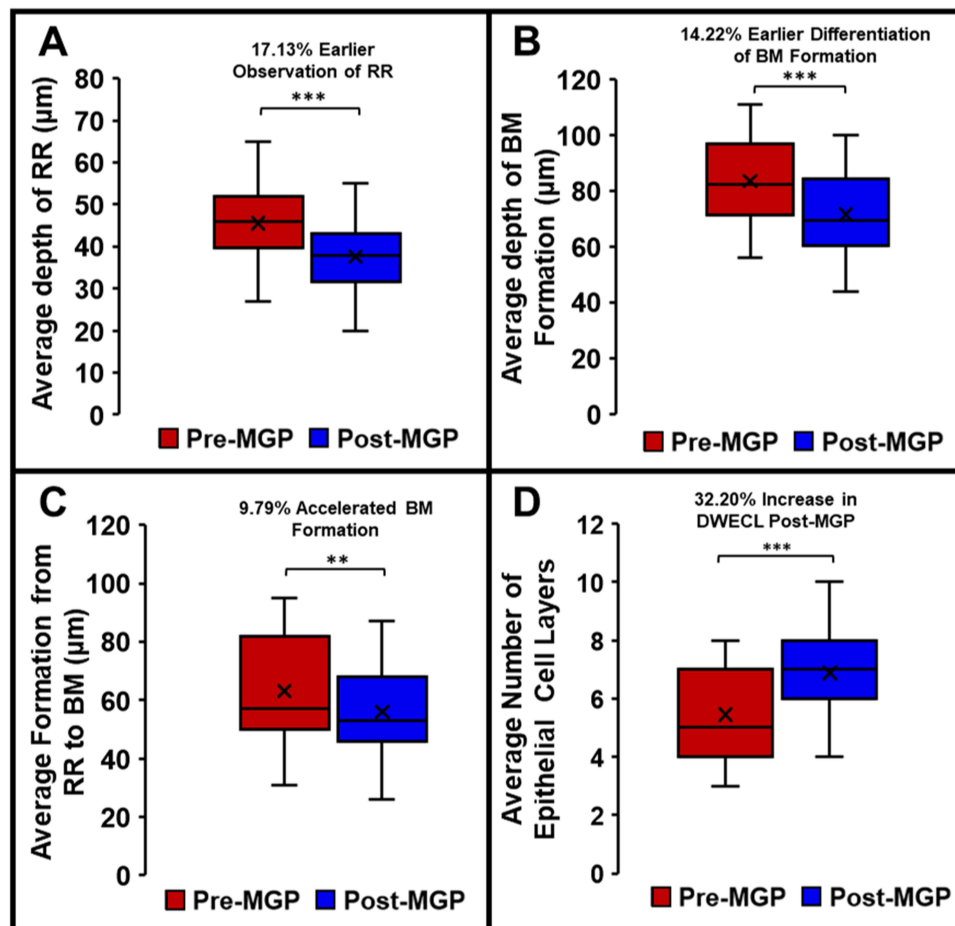 A
17.13% Earlier
Observation of RR
***
Average depth of RR (µm)
80
70
60
50
40
30
20
10
0
Pre-MGP Post-MGP
B
14.22% Earlier Differentiation
of BM Formation
***
Average depth of BM
Formation (µm)
120
100
80
60
40
20
0
Pre-MGP Post-MGP
C
9.79% Accelerated BM
Formation
**
Average Formation from
RR to BM (µm)
120
100
80
60
40
20
0
Pre-MGP Post-MGP
D
32.20% Increase in
DWECL Post-MGP
***
Average Number of
Epithelial Cell Layers
12
10
8
6
4
2
0
Pre-MGP Post-MGP